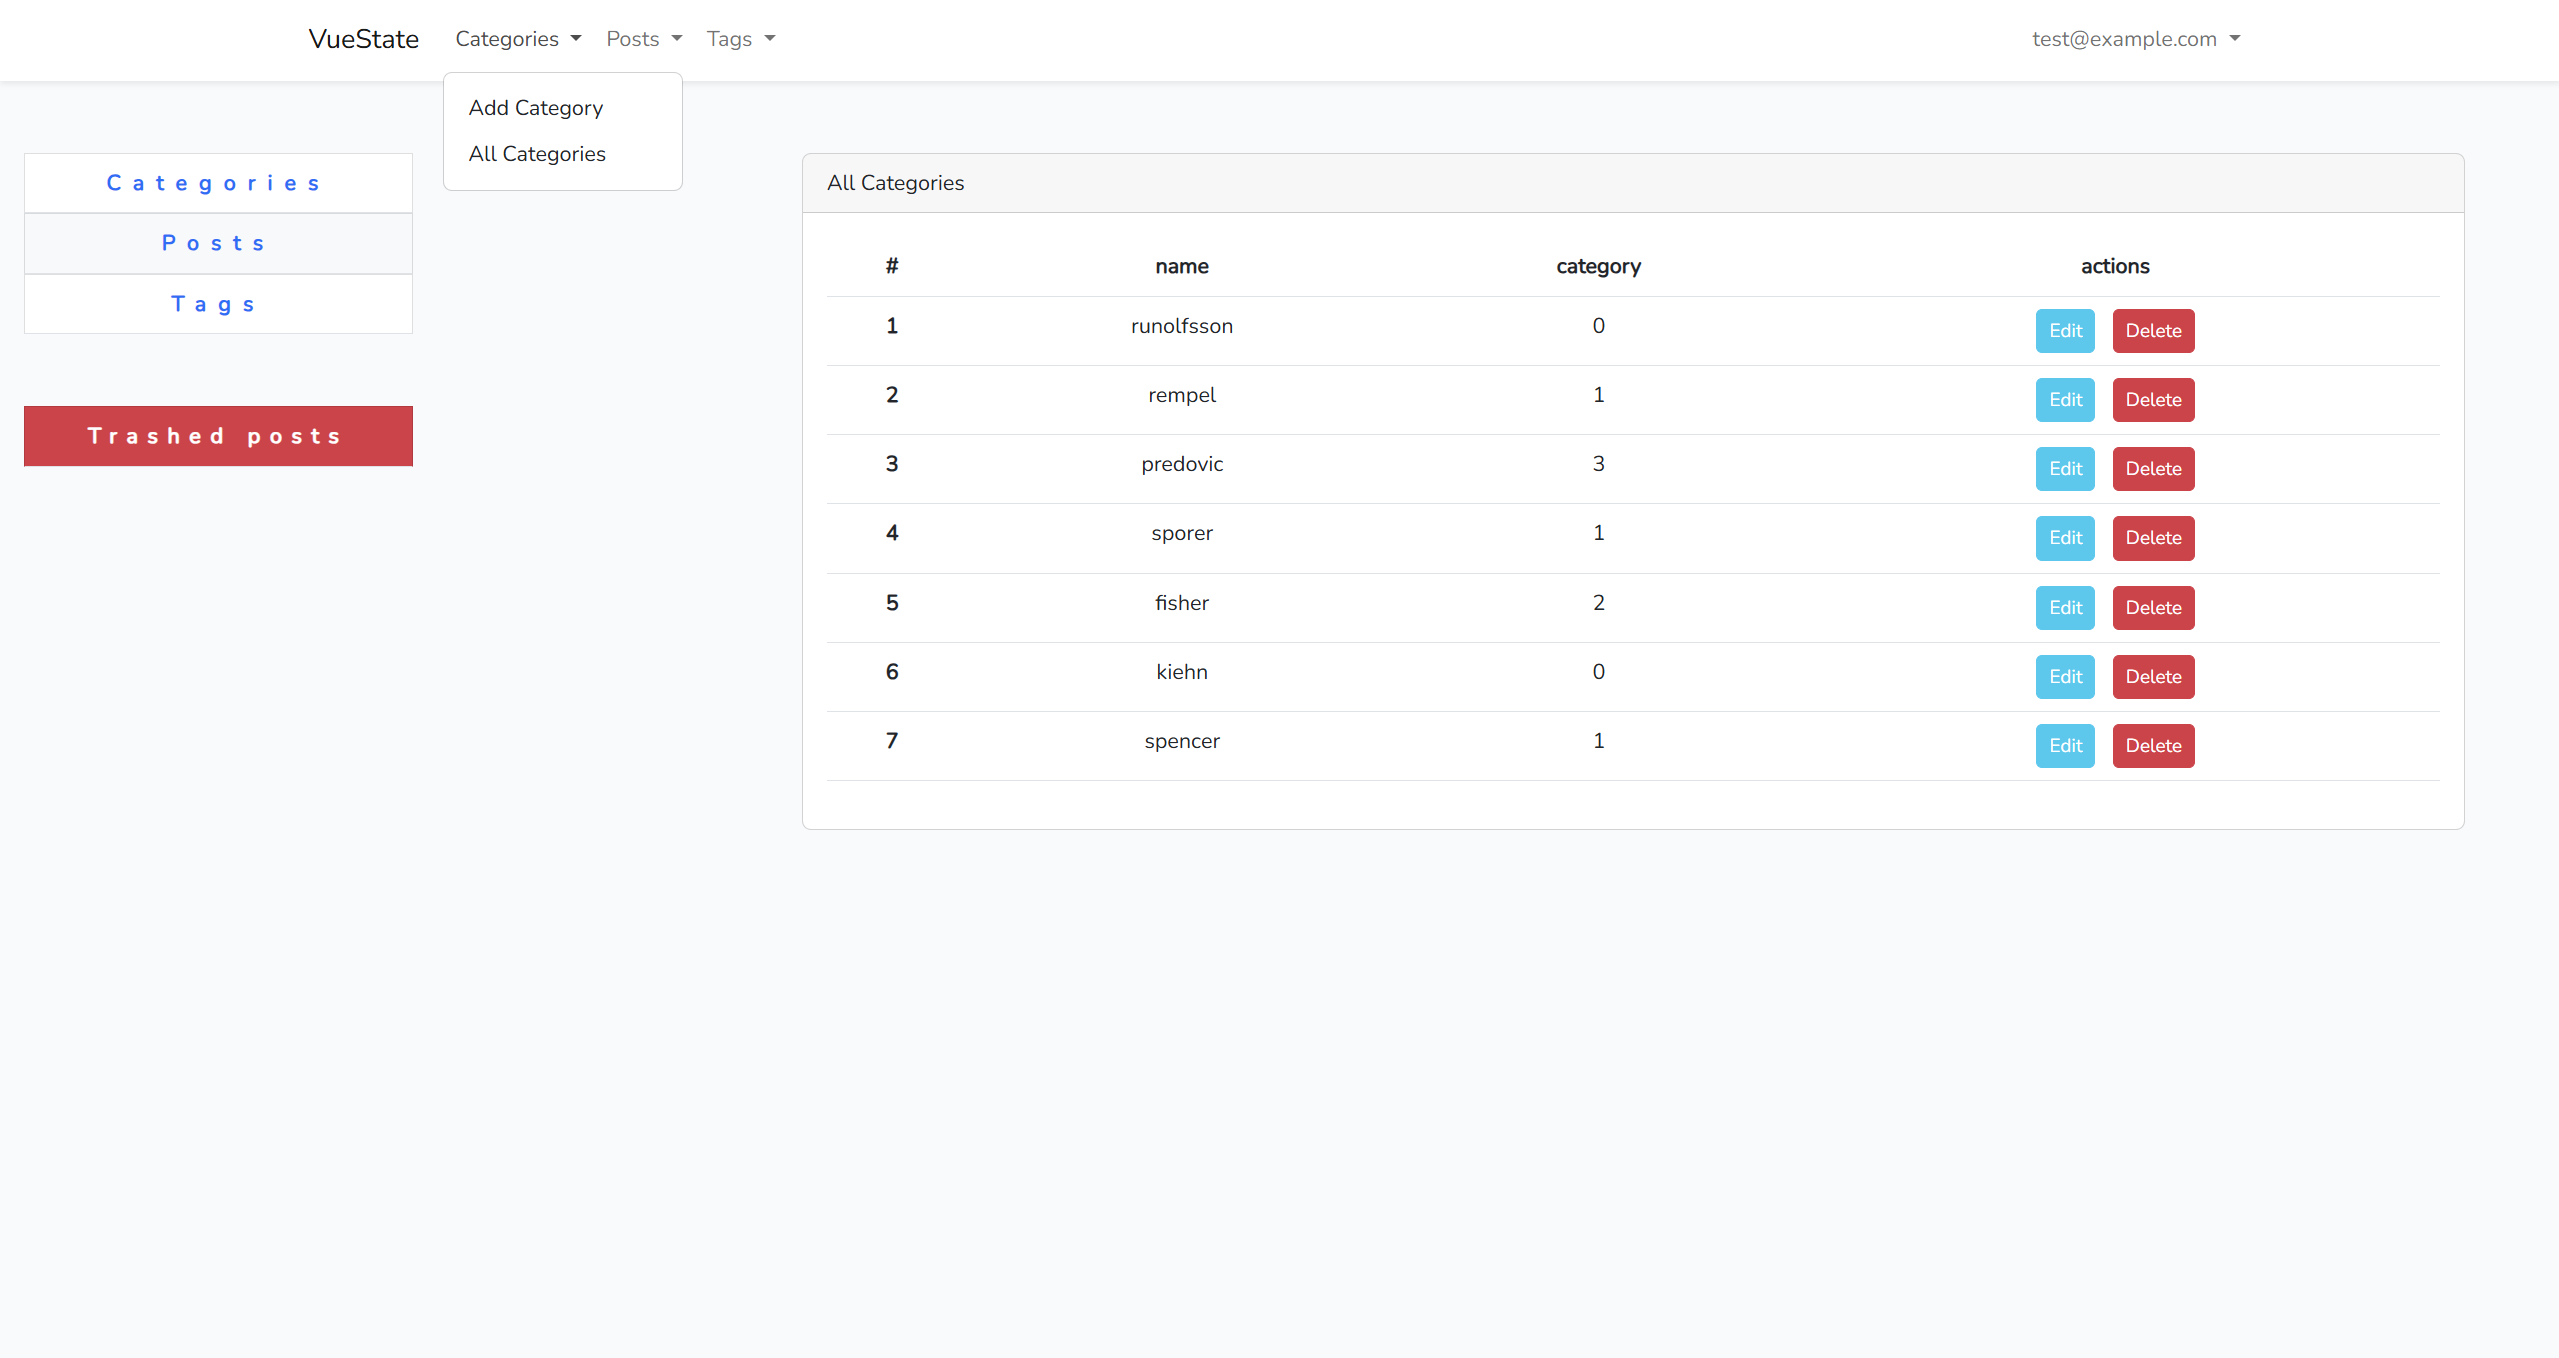 VueState Categories Posts Tags test@example.com
Add Category
All Categories
Categories
Posts
Tags
Trashed posts
All Categories
# name category actions
1 runolfsson 0 Edit Delete
2 rempel 1 Edit Delete
3 predovic 3 Edit Delete
4 sporer 1 Edit Delete
5 fisher 2 Edit Delete
6 kiehn 0 Edit Delete
7 spencer 1 Edit Delete